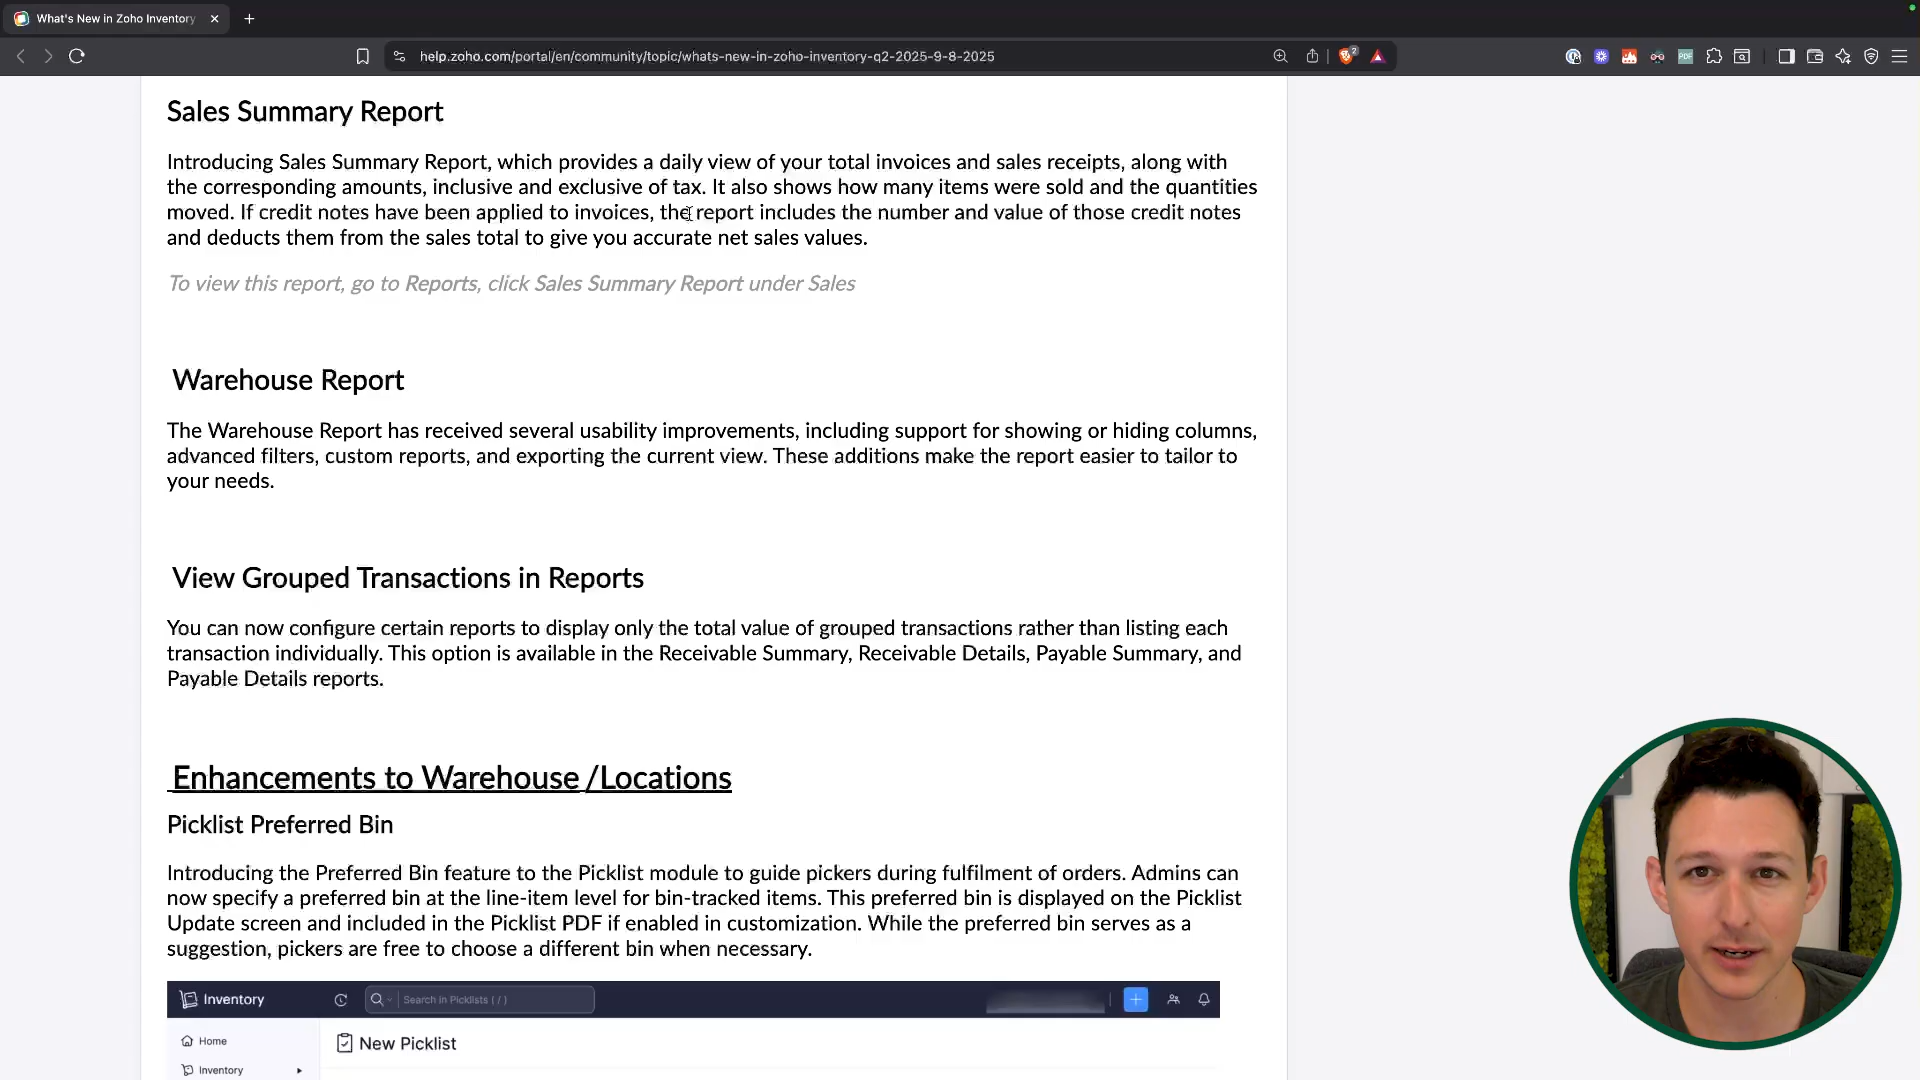 What's New in Zoho Inventory
help.zoho.com/portal/en/community/topic/whats-new-in-zoho-inventory-q2-2025-9-8-2025
2
PDF
Sales Summary Report
Introducing Sales Summary Report, which provides a daily view of your total invoices and sales receipts, along with
the corresponding amounts, inclusive and exclusive of tax. It also shows how many items were sold and the quantities
moved. If credit notes have been applied to invoices, the report includes the number and value of those credit notes
and deducts them from the sales total to give you accurate net sales values.
To view this report, go to Reports, click Sales Summary Report under Sales
Warehouse Report
The Warehouse Report has received several usability improvements, including support for showing or hiding columns,
advanced filters, custom reports, and exporting the current view. These additions make the report easier to tailor to
your needs.
View Grouped Transactions in Reports
You can now configure certain reports to display only the total value of grouped transactions rather than listing each
transaction individually. This option is available in the Receivable Summary, Receivable Details, Payable Summary, and
Payable Details reports.
Enhancements to Warehouse /Locations
Picklist Preferred Bin
Introducing the Preferred Bin feature to the Picklist module to guide pickers during fulfilment of orders. Admins can
now specify a preferred bin at the line-item level for bin-tracked items. This preferred bin is displayed on the Picklist
Update screen and included in the Picklist PDF if enabled in customization. While the preferred bin serves as a
suggestion, pickers are free to choose a different bin when necessary.
Inventory
Search in Picklists ( / )
Home
New Picklist
Inventory